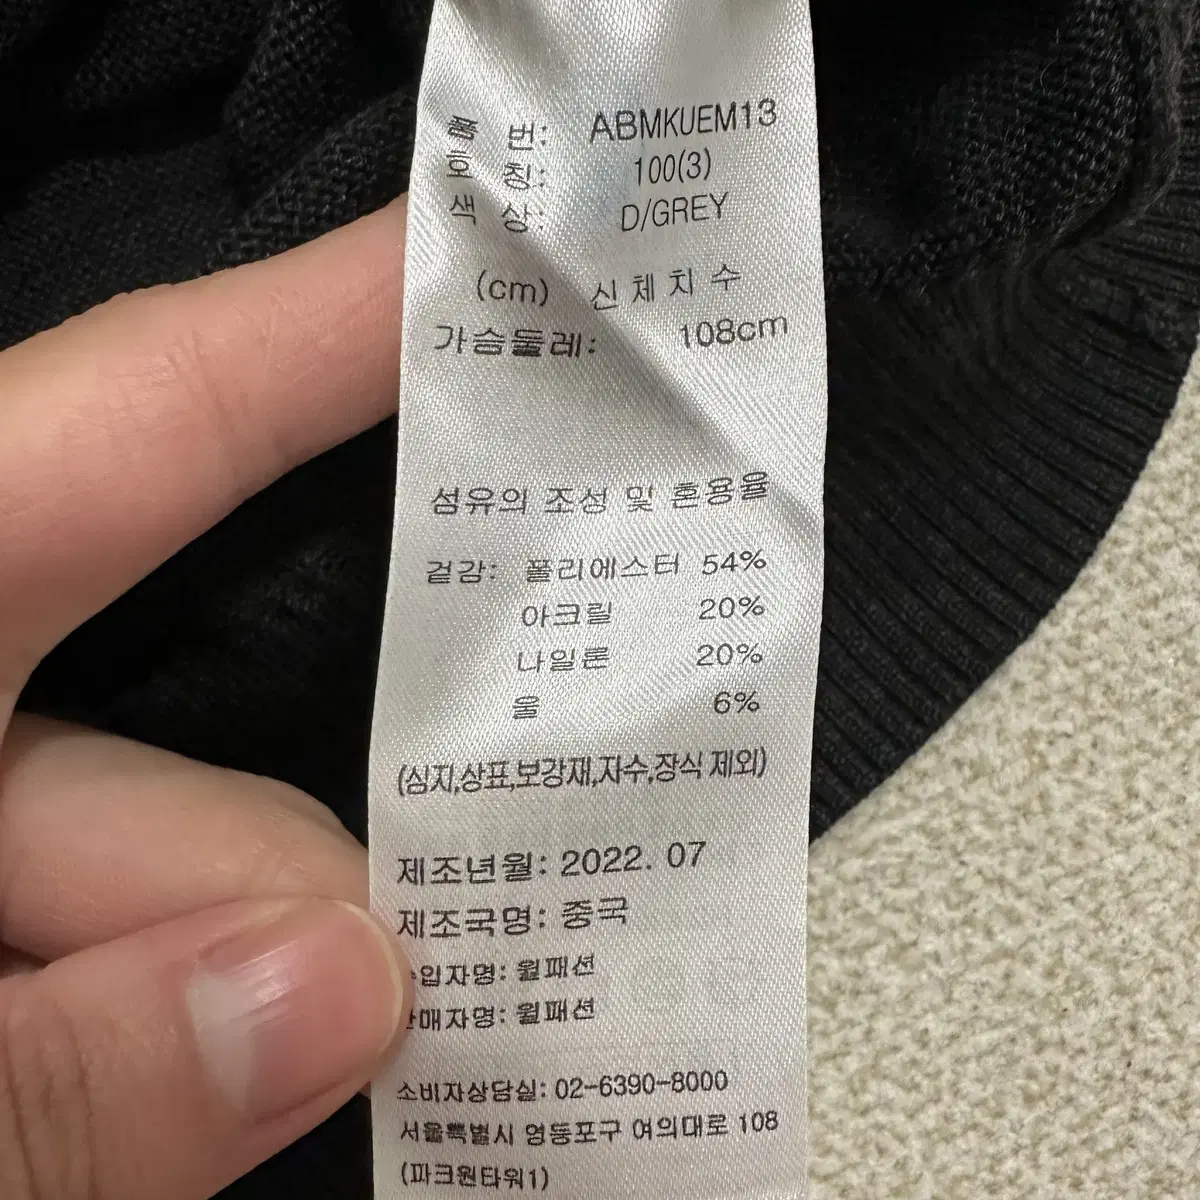 품 번: ABMKUEM13
호 칭: 100(3)
색 상: D/GREY
(cm) 신체치수
가슴둘레: 108cm
섬유의 조성 및 혼용율
겉감: 폴리에스터 54%
아크릴 20%
나일론 20%
울 6%
(심지,상표,보강재,자수,장식 제외)
제조년월: 2022. 07
제조국명: 중국
수입자명: 월패션
판매자명: 월패션
소비자상담실: 02-6390-8000
서울특별시 영등포구 여의대로 108
(파크원타워1)